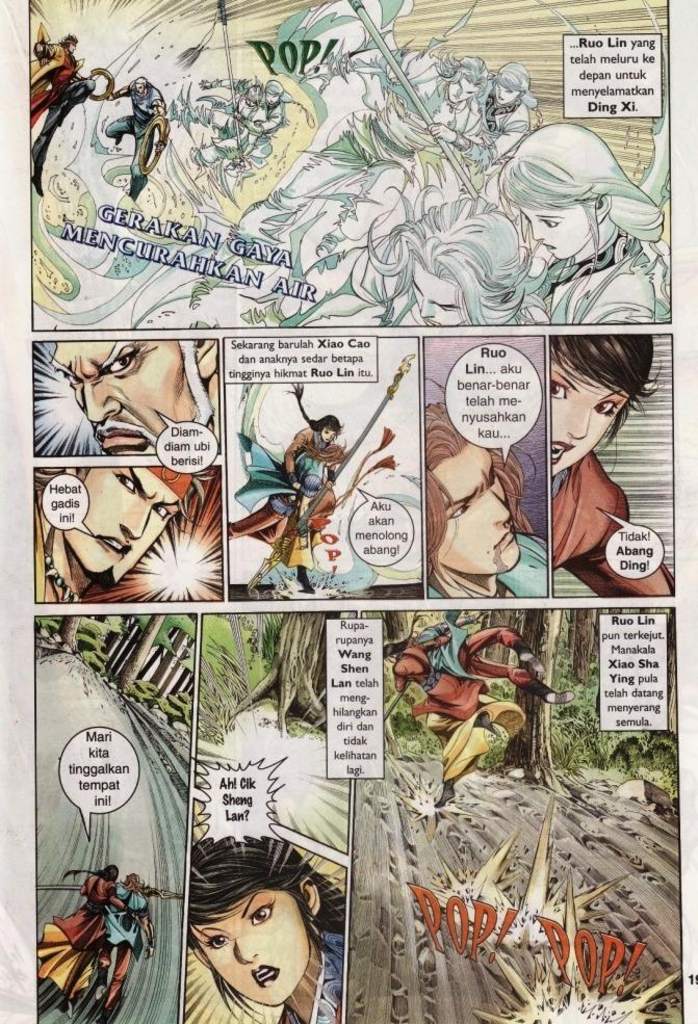 POP!
...Ruo Lin yang
telah meluru ke
depan untuk
menyelamatkan
Ding Xi.
GERAKAN GAYA
MENCURAHKAN AIR
Diam-
diam ubi
berisi!
Hebat
gadis
ini!
Sekarang barulah Xiao Cao
dan anaknya sedar betapa
tingginya hikmat Ruo Lin itu.
Aku
akan
menolong
abang!
POP!
Ruo
Lin... aku
benar-benar
telah me-
nyusahkan
kau...
Tidak!
Abang
Ding!
Mari
kita
tinggalkan
tempat
ini!
Ah! Cik
Sheng
Lan?
Rupa-
rupanya
Wang
Shen
Lan telah
meng-
hilangkan
diri dan
tidak
kelihatan
lagi.
Ruo Lin
pun terkejut.
Manakala
Xiao Sha
Ying pula
telah datang
menyerang
semula.
POP! POP!
19